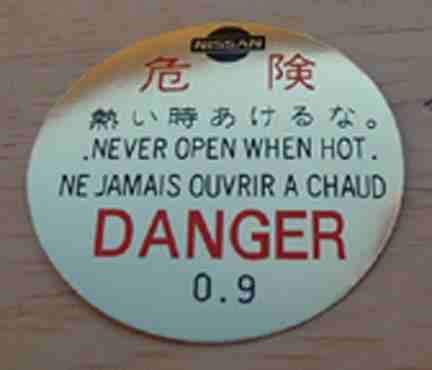 NISSAN
危険
熱い時あけるな。
.NEVER OPEN WHEN HOT.
NE JAMAIS OUVRIR A CHAUD
DANGER
0.9